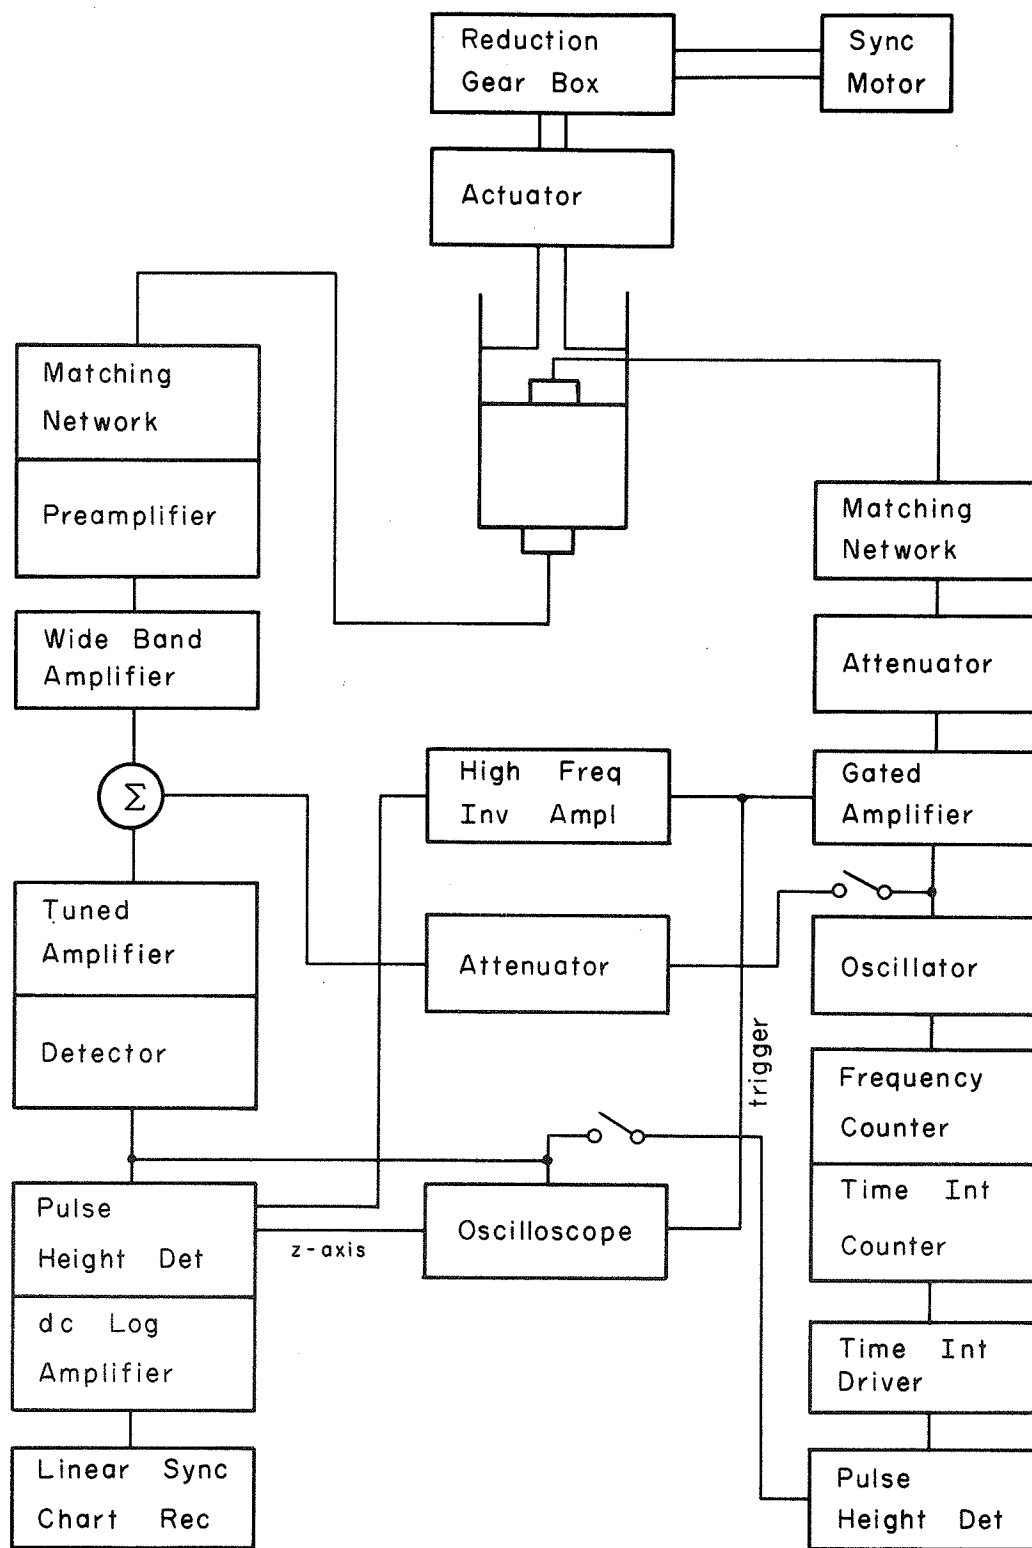 Reduction
Gear Box
Sync
Motor
Actuator
Matching
Network
Preamplifier
Wide Band
Amplifier
Σ
Tuned
Amplifier
Detector
Pulse
Height Det
dc Log
Amplifier
Linear Sync
Chart Rec
High Freq
Inv Ampl
Attenuator
trigger
z-axis
Oscilloscope
Matching
Network
Attenuator
Gated
Amplifier
Oscillator
Frequency
Counter
Time Int
Counter
Time Int
Driver
Pulse
Height Det